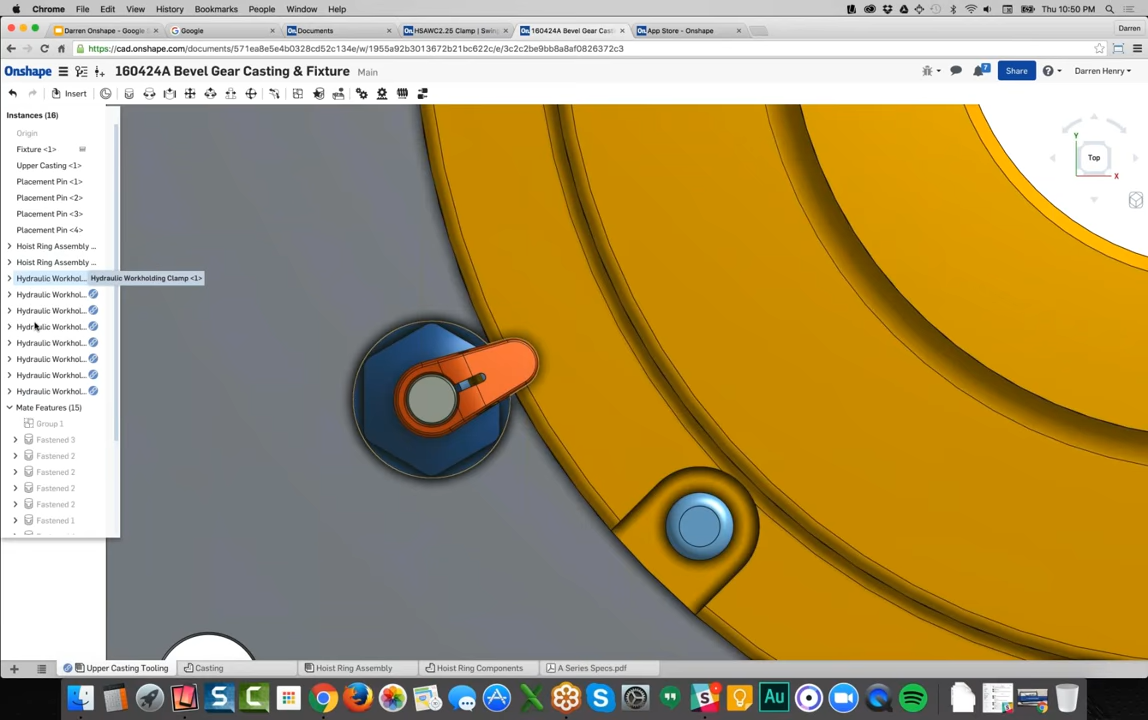 Chrome File Edit View History Bookmarks People Window Help
Thu 10:50 PM
Darren Onshape - Google
Google
Documents
HSAWC2.25 Clamp | Swing
160424A Bevel Gear Casti
App Store - Onshape
Darren
https://cad.onshape.com/documents/571ea8e5e4b0328cd52c134e/w/1955a92b3013672b21bc622c/e/3c2c2be9bb8a8af0826372c3
Onshape
160424A Bevel Gear Casting & Fixture Main
7
Share
Darren Henry
Insert
Instances (16)
Origin
Fixture <1>
Upper Casting <1>
Placement Pin <1>
Placement Pin <2>
Placement Pin <3>
Placement Pin <4>
Hoist Ring Assembly ...
Hoist Ring Assembly ...
Hydraulic Workhol...
Hydraulic Workholding Clamp <1>
Hydraulic Workhol...
Hydraulic Workhol...
Hydraulic Workhol...
Hydraulic Workhol...
Hydraulic Workhol...
Hydraulic Workhol...
Hydraulic Workhol...
Mate Features (15)
Group 1
Fastened 3
Fastened 2
Fastened 2
Fastened 2
Fastened 2
Fastened 1
Y
Top
X
Upper Casting Tooling
Casting
Hoist Ring Assembly
Hoist Ring Components
A Series Specs.pdf